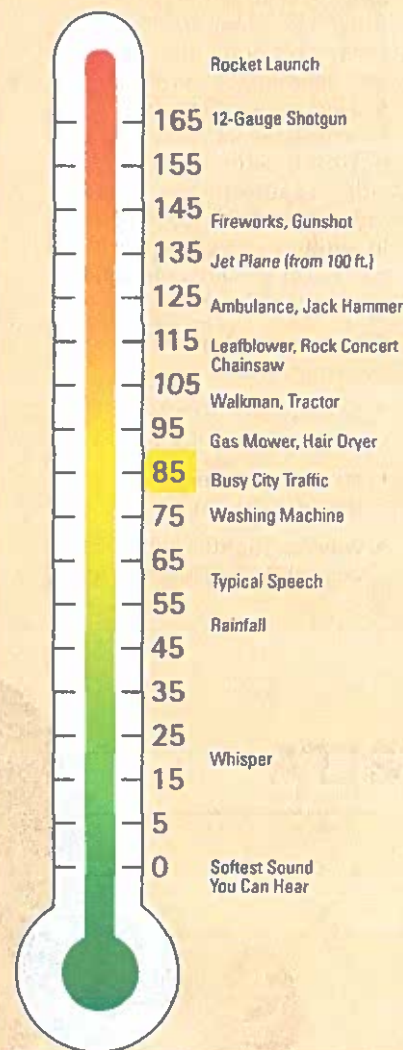 Rocket Launch
165 12-Gauge Shotgun
155
145
Fireworks, Gunshot
135 Jet Plane (from 100 ft.)
125
Ambulance, Jack Hammer
115 Leafblower, Rock Concert
Chainsaw
105
Walkman, Tractor
95
Gas Mower, Hair Dryer
85 Busy City Traffic
75 Washing Machine
65
Typical Speech
55
Rainfall
45
35
25
Whisper
15
5
0 Softest Sound
You Can Hear